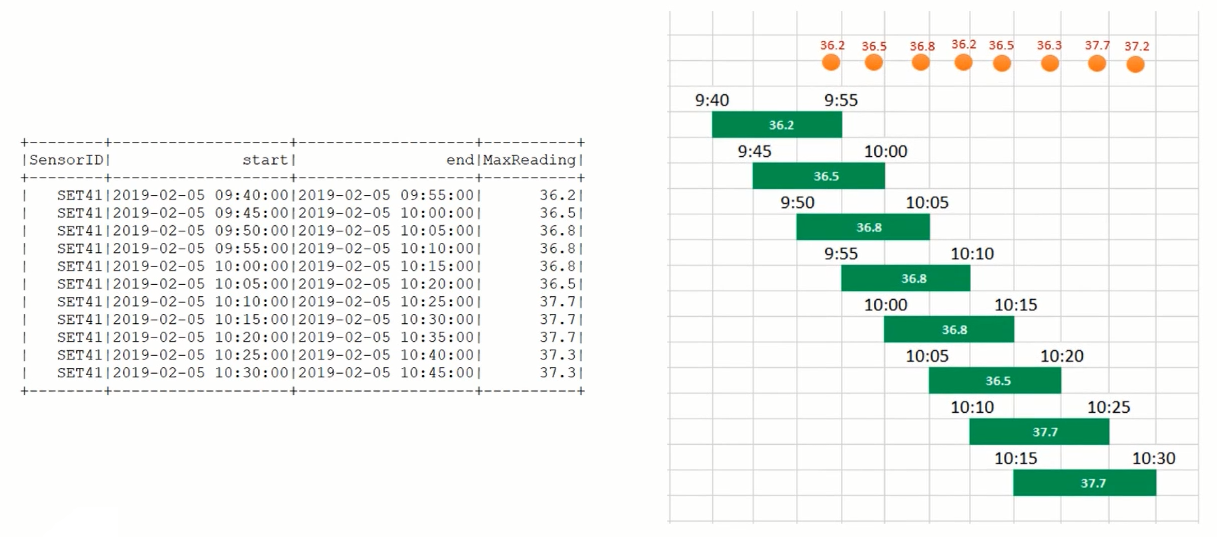 +--------+-------------------+-------------------+----------+
|SensorID|              start|                end|MaxReading|
+--------+-------------------+-------------------+----------+
|   SET41|2019-02-05 09:40:00|2019-02-05 09:55:00|      36.2|
|   SET41|2019-02-05 09:45:00|2019-02-05 10:00:00|      36.5|
|   SET41|2019-02-05 09:50:00|2019-02-05 10:05:00|      36.8|
|   SET41|2019-02-05 09:55:00|2019-02-05 10:10:00|      36.8|
|   SET41|2019-02-05 10:00:00|2019-02-05 10:15:00|      36.8|
|   SET41|2019-02-05 10:05:00|2019-02-05 10:20:00|      36.5|
|   SET41|2019-02-05 10:10:00|2019-02-05 10:25:00|      37.7|
|   SET41|2019-02-05 10:15:00|2019-02-05 10:30:00|      37.7|
|   SET41|2019-02-05 10:20:00|2019-02-05 10:35:00|      37.7|
|   SET41|2019-02-05 10:25:00|2019-02-05 10:40:00|      37.3|
|   SET41|2019-02-05 10:30:00|2019-02-05 10:45:00|      37.3|
+--------+-------------------+-------------------+----------+
36.2 36.5 36.8 36.2 36.5 36.3 37.7 37.2
9:40 9:55
36.2
9:45 10:00
36.5
9:50 10:05
36.8
9:55 10:10
36.8
10:00 10:15
36.8
10:05 10:20
36.5
10:10 10:25
37.7
10:15 10:30
37.7